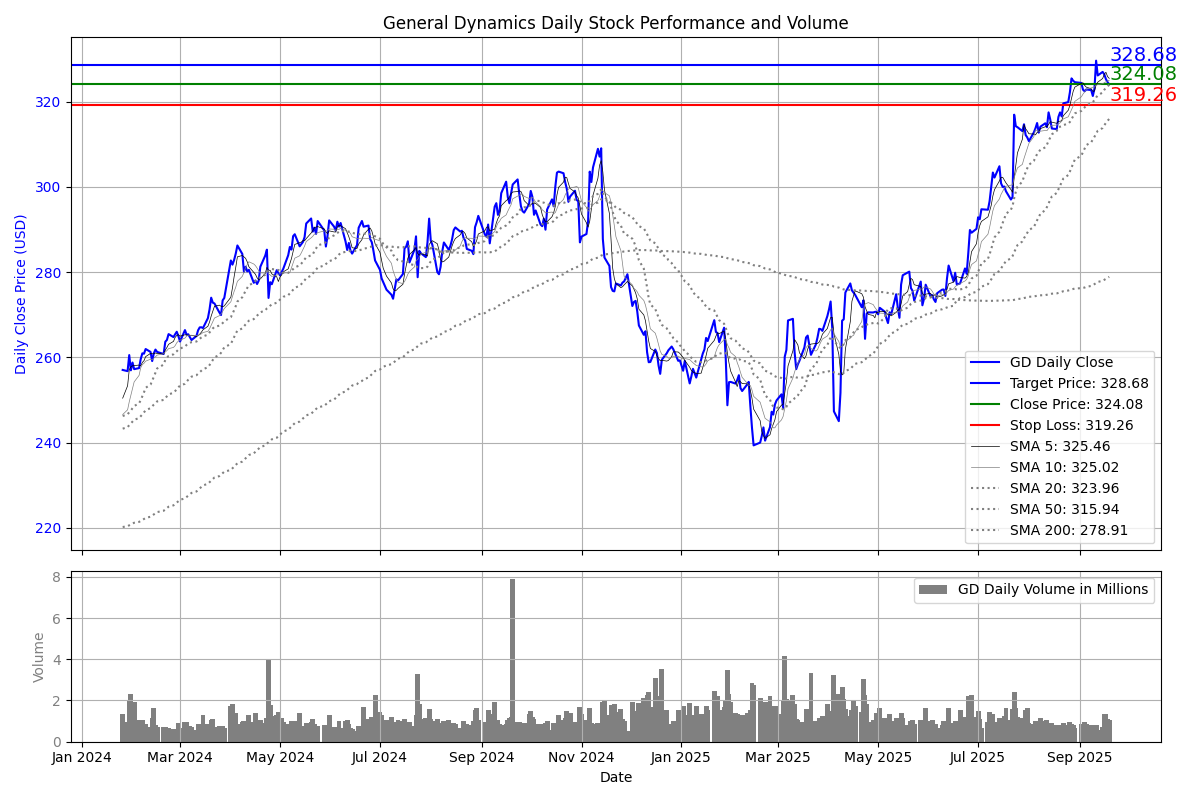 General Dynamics Daily Stock Performance and Volume
328.68
324.08
319.26
320
300
280
260
240
220
Daily Close Price (USD)
GD Daily Close
Target Price: 328.68
Close Price: 324.08
Stop Loss: 319.26
SMA 5: 325.46
SMA 10: 325.02
SMA 20: 323.96
SMA 50: 315.94
SMA 200: 278.91
8
6
4
2
0
Volume
GD Daily Volume in Millions
Jan 2024 Mar 2024 May 2024 Jul 2024 Sep 2024 Nov 2024 Jan 2025 Mar 2025 May 2025 Jul 2025 Sep 2025
Date